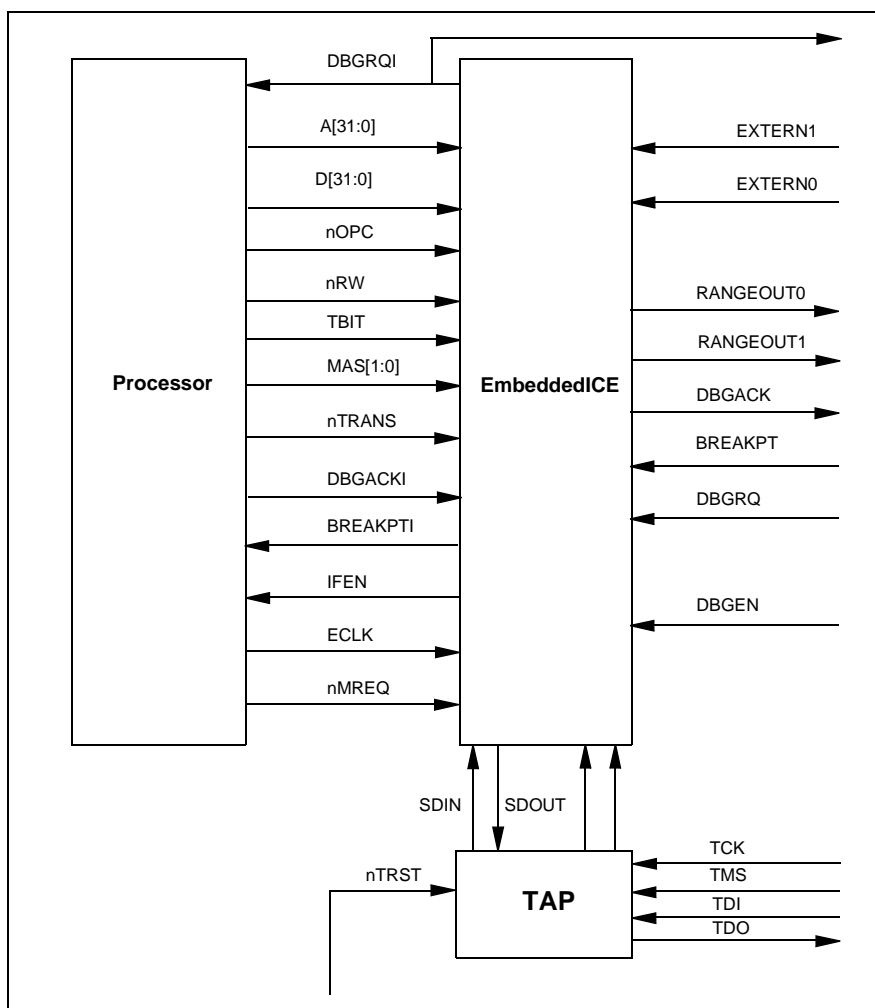 DBGRQI
A[31:0]
EXTERN1
D[31:0]
EXTERN0
nOPC
nRW
RANGEOUT0
TBIT
RANGEOUT1
MAS[1:0]
Processor
EmbeddedICE
DBGACK
nTRANS
BREAKPT
DBGACKI
DBGRQ
BREAKPTI
IFEN
DBGEN
ECLK
nMREQ
SDIN
SDOUT
TCK
nTRST
TMS
TAP
TDI
TDO